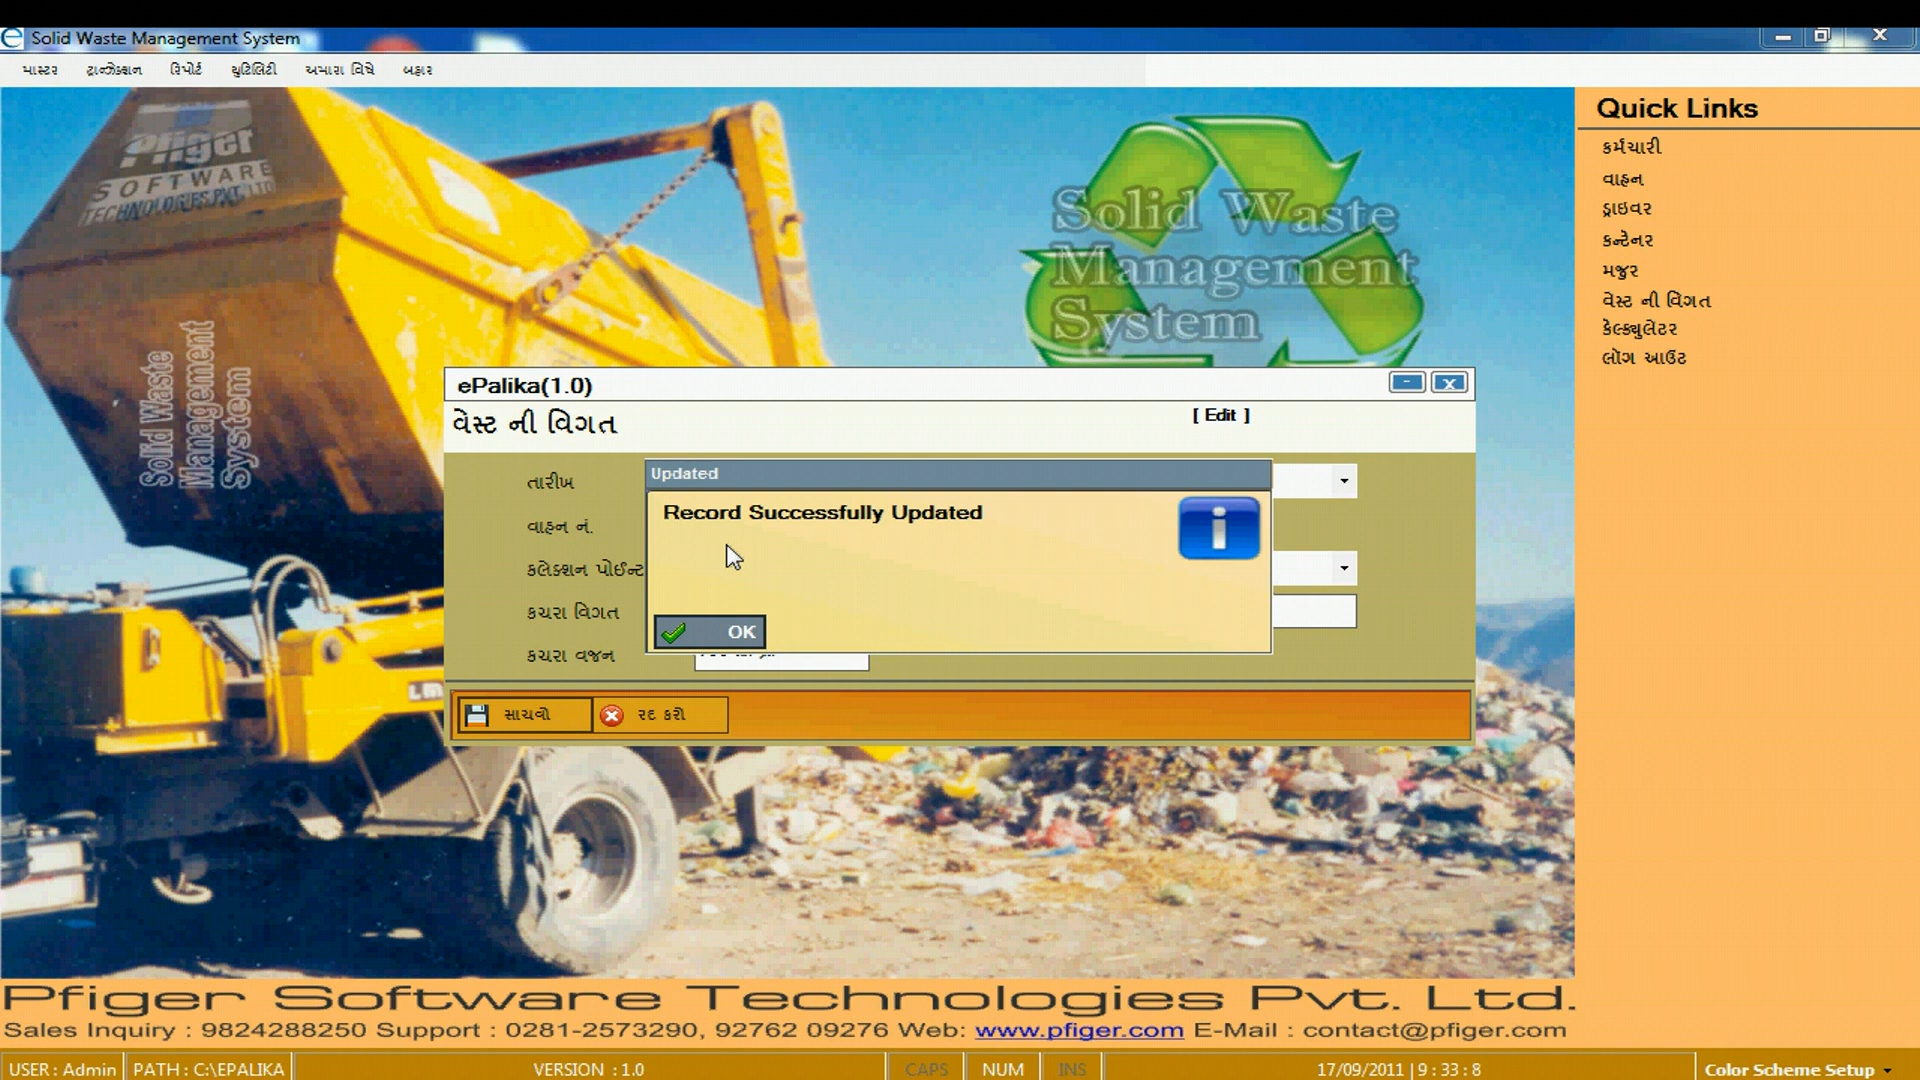 Solid Waste Management System
માસ્ટર ટ્રાન્ઝેક્શન રિપોર્ટ યુટિલિટી અમારા વિષે બહાર
Pfiger
SOFTWARE
TECHNOLOGIES PVT. LTD
Solid Waste
Management
System
Solid Waste
Management
System
Quick Links
કર્મચારી
વાહન
ડ્રાઇવર
કન્ટેનર
મજુર
વેસ્ટ ની વિગત
કેલ્ક્યુલેટર
લૉગ આઉટ
ePalika(1.0)
વેસ્ટ ની વિગત [ Edit ]
તારીખ
વાહન નં.
કલેક્શન પોઈન્ટ
કચરા વિગત
કચરા વજન
Updated
Record Successfully Updated
OK
સાચવો રદ કરો
Pfiger Software Technologies Pvt. Ltd.
Sales Inquiry : 9824288250 Support : 0281-2573290, 92762 09276 Web: www.pfiger.com E-Mail : contact@pfiger.com
USER : Admin PATH : C:\EPALIKA VERSION : 1.0 CAPS NUM INS 17/09/2011 | 9 : 33 : 8 Color Scheme Setup